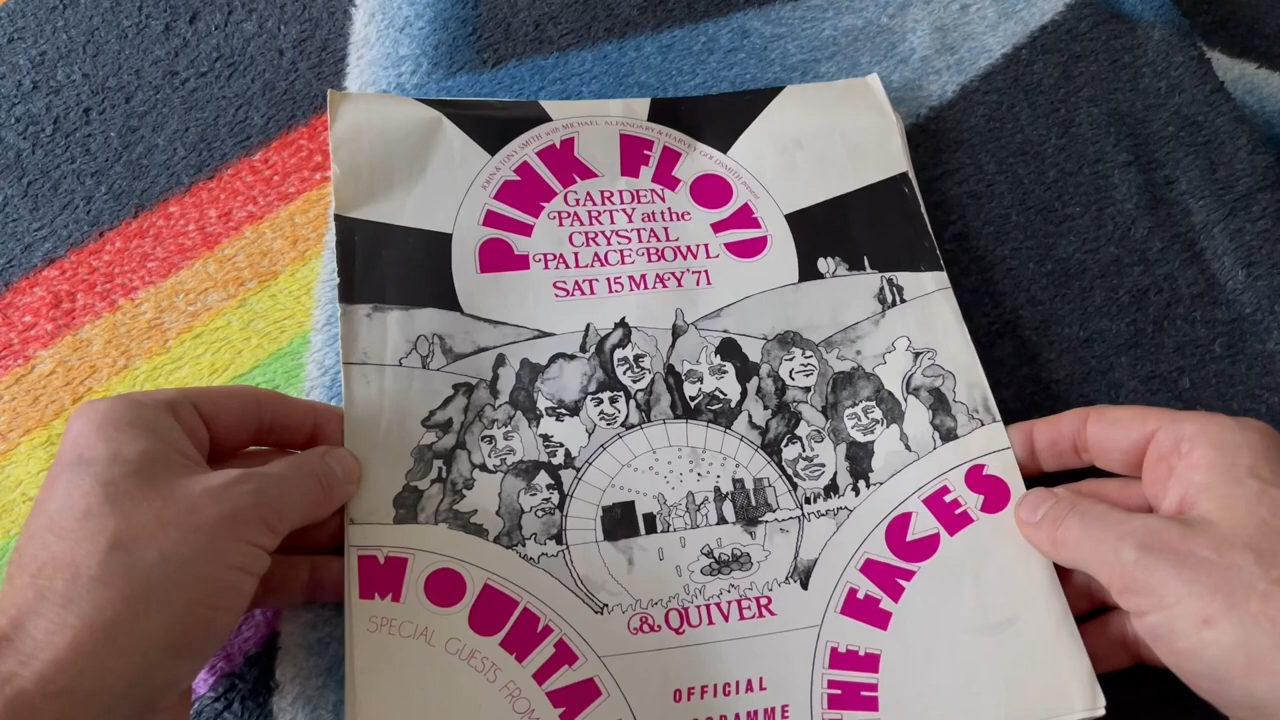 JOHN & TONY SMITH with MICHAEL ALFANDARY & HARVEY GOLDSMITH present
PINK FLOYD
GARDEN
PARTY at the
CRYSTAL
PALACE BOWL
SAT 15 MAY '71
& QUIVER
MOUNTA
SPECIAL GUESTS FROM
THE FACES
OFFICIAL
OGRAMME